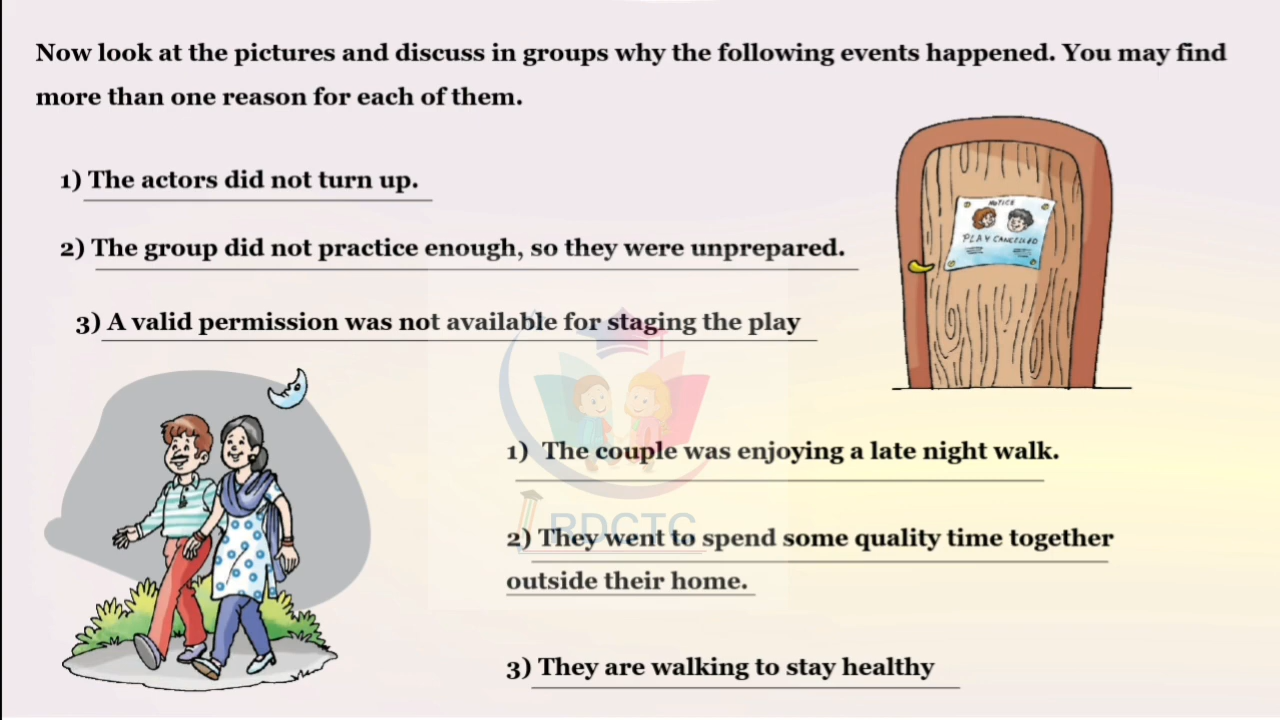 Now look at the pictures and discuss in groups why the following events happened. You may find
more than one reason for each of them.
1) The actors did not turn up.
2) The group did not practice enough, so they were unprepared.
3) A valid permission was not available for staging the play
NOTICE
PLAY CANCELLED
1) The couple was enjoying a late night walk.
BDCTC
2) They went to spend some quality time together
outside their home.
3) They are walking to stay healthy